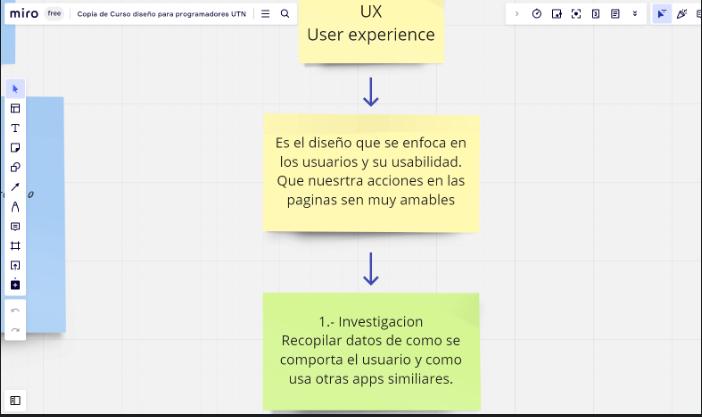 miro free Copia de Curso diseño para programadores UTN
UX
User experience
Es el diseño que se enfoca en
los usuarios y su usabilidad.
Que nuesrtra acciones en las
paginas sen muy amables
1.- Investigacion
Recopilar datos de como se
comporta el usuario y como
usa otras apps similiares.